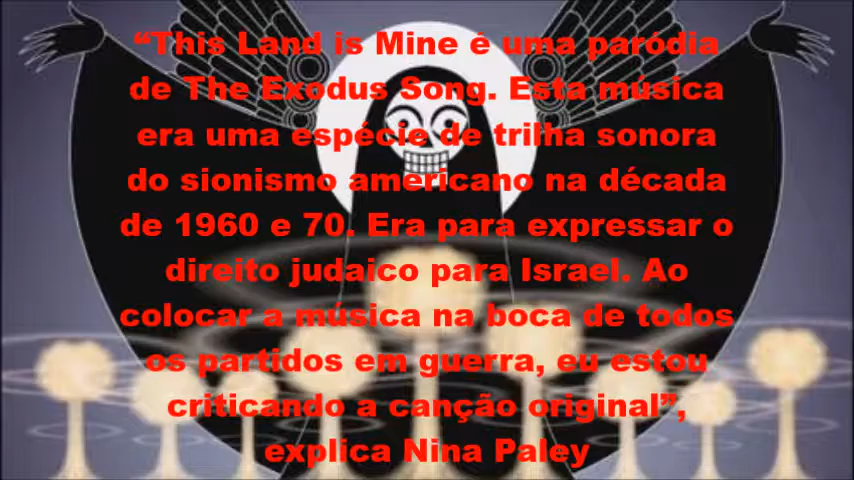 “This Land is Mine é uma paródia
de The Exodus Song. Esta música
era uma espécie de trilha sonora
do sionismo americano na década
de 1960 e 70. Era para expressar o
direito judaico para Israel. Ao
colocar a música na boca de todos
os partidos em guerra, eu estou
criticando a canção original”,
explica Nina Paley